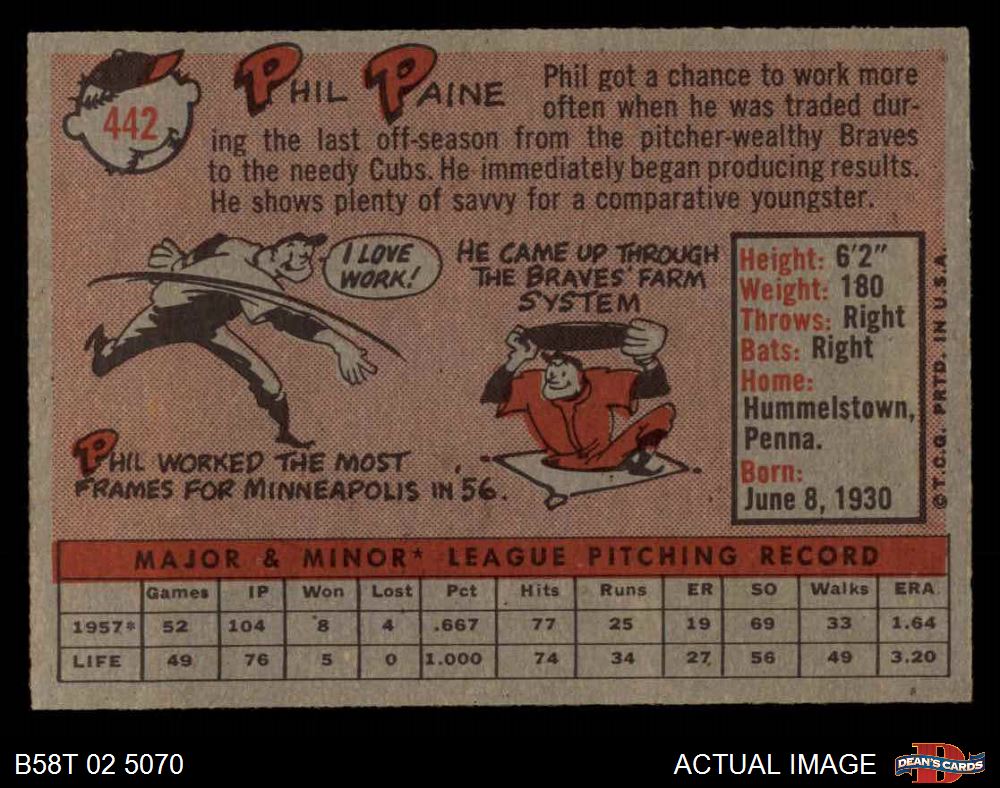 442
PHIL PAINE
Phil got a chance to work more
often when he was traded dur-
ing the last off-season from the pitcher-wealthy Braves
to the needy Cubs. He immediately began producing results.
He shows plenty of savvy for a comparative youngster.
I LOVE
WORK!
PHIL WORKED THE MOST
FRAMES FOR MINNEAPOLIS IN 56.
HE CAME UP THROUGH
THE BRAVES' FARM
SYSTEM
Height: 6'2"
Weight: 180
Throws: Right
Bats: Right
Home:
Hummelstown,
Penna.
Born:
June 8, 1930
©T.C.G. PRTD. IN U.S.A.
MAJOR & MINOR* LEAGUE PITCHING RECORD
Games IP Won Lost Pct Hits Runs ER SO Walks ERA
1957* 52 104 8 4 .667 77 25 19 69 33 1.64
LIFE 49 76 5 0 1.000 74 34 27 56 49 3.20
B58T 02 5070
ACTUAL IMAGE
D
DEAN'S CARDS